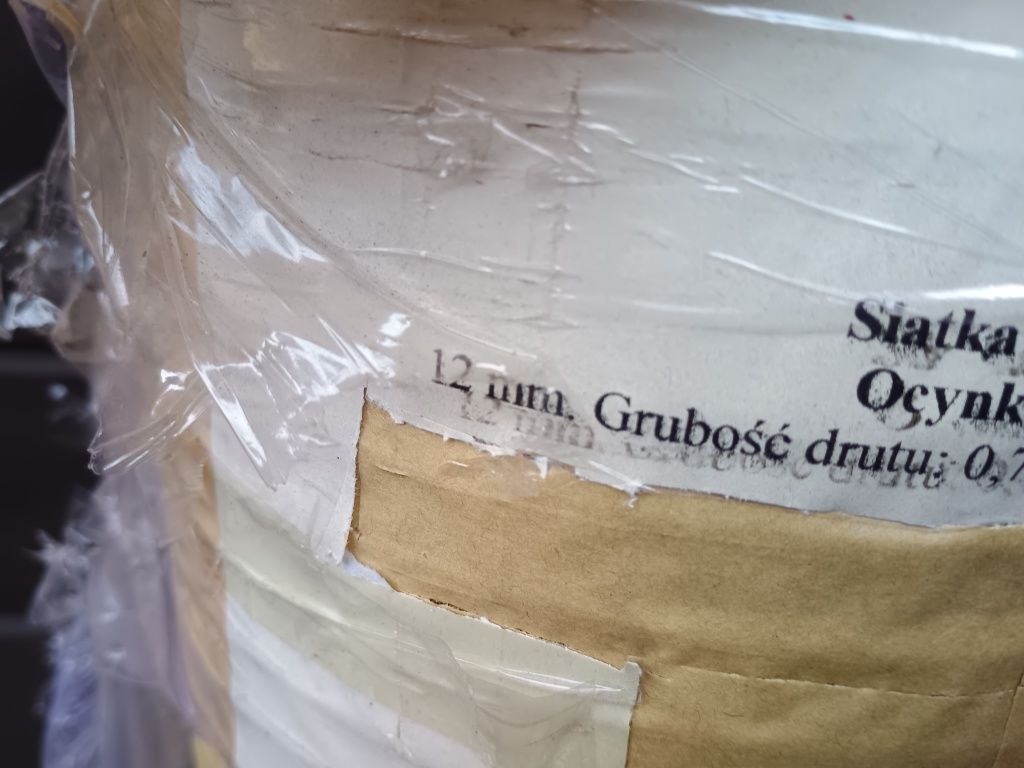 Siatka
Ocynk
12 mm. Grubość drutu: 0,7